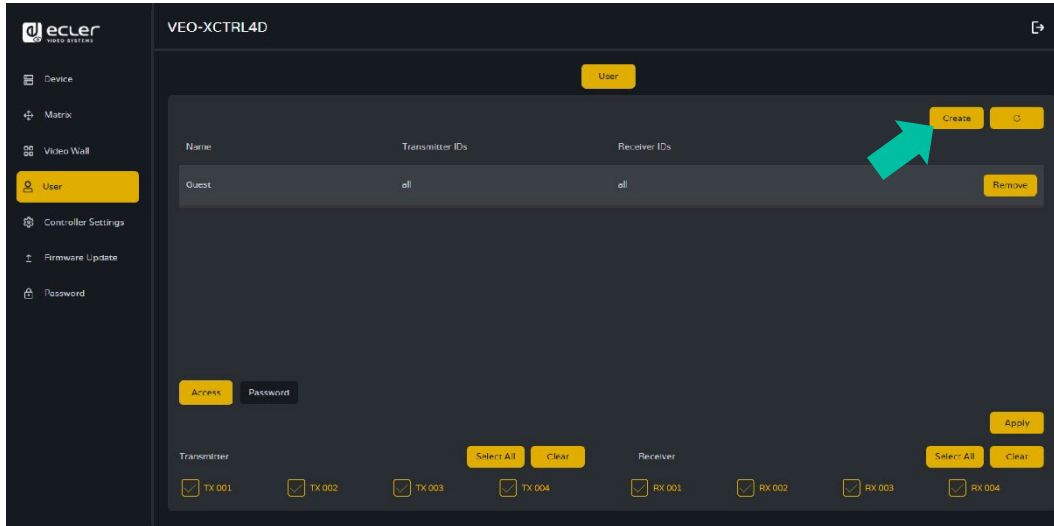 ecler
VIDEO SYSTEMS
VEO-XCTRL4D
Device
Matrix
Video Wall
User
Controller Settings
Firmware Update
Password
User
Create
Name Transmitter IDs Receiver IDs
Guest all all Remove
Access Password
Apply
Transmitter Select All Clear Receiver Select All Clear
TX 001 TX 002 TX 003 TX 004 RX 001 RX 002 RX 003 RX 004